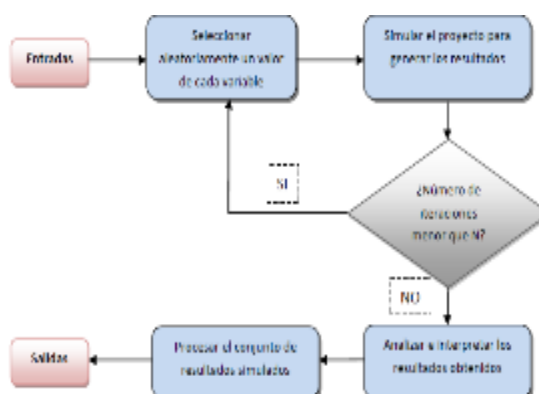 Entradas
Seleccionar
aleatoriamente un valor
de cada variable
Simular el proyecto para
generar los resultados
SI
¿Número de
iteraciones
menor que N?
NO
Salidas
Procesar el conjunto de
resultados simulados
Analizar e interpretar los
resultados obtenidos